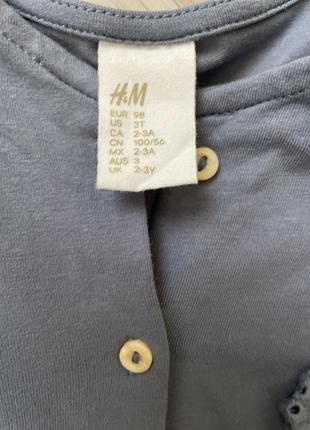 H&M
EUR 98
US 3T
CA 2-3A
CN 100/56
MX 2-3A
AUS 3
UK 2-3Y